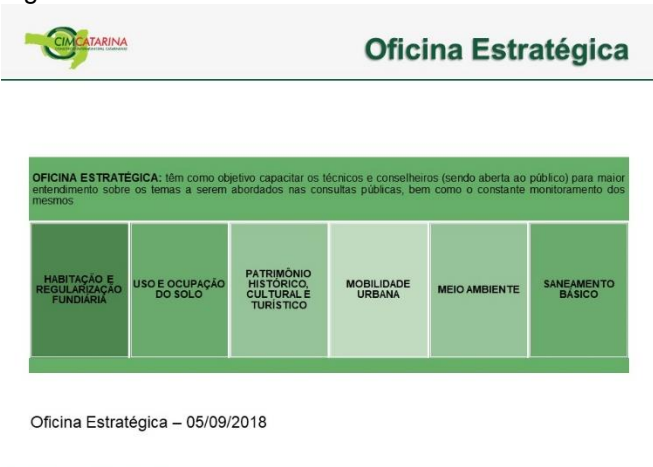 CIMCATARINA
Oficina Estratégica
OFICINA ESTRATÉGICA: têm como objetivo capacitar os técnicos e conselheiros (sendo aberta ao público) para maior
entendimento sobre os temas a serem abordados nas consultas públicas, bem como o constante monitoramento dos
mesmos
HABITAÇÃO E
REGULARIZAÇÃO
FUNDIÁRIA
USO E OCUPAÇÃO
DO SOLO
PATRIMÔNIO
HISTÓRICO,
CULTURAL E
TURÍSTICO
MOBILIDADE
URBANA
MEIO AMBIENTE
SANEAMENTO
BÁSICO
Oficina Estratégica – 05/09/2018